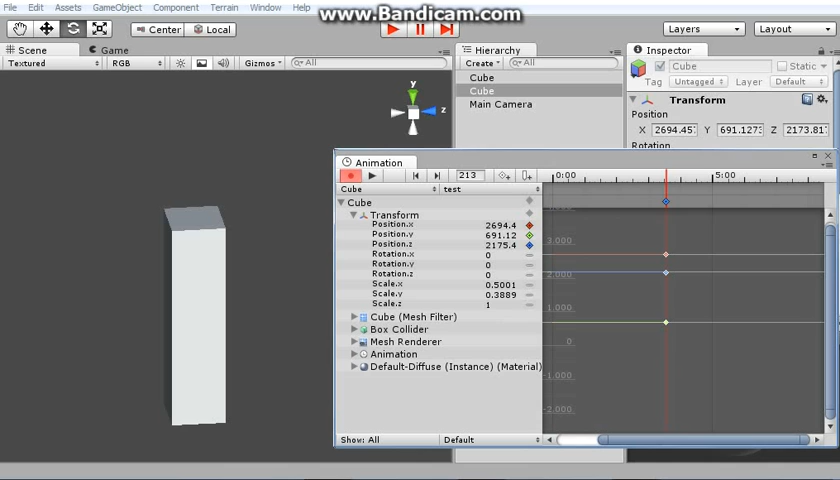 www.Bandicam.com
File Edit Assets GameObject Component Terrain Window Help
Center Local Layers Layout
Scene Game Hierarchy Inspector
Textured RGB Gizmos All Create All
Cube Static
Tag Untagged Layer Default
Cube
Cube
Main Camera
Transform
Position
X 2694.45 Y 691.127 Z 2173.81
Rotation
y
z
Animation
213 0:00 5:00
Cube test
Cube
Transform
Position.x 2694.4
Position.y 691.12
Position.z 2175.4
Rotation.x 0
Rotation.y 0
Rotation.z 0
Scale.x 0.5001
Scale.y 0.3889
Scale.z 1
Cube (Mesh Filter)
Box Collider
Mesh Renderer
Animation
Default-Diffuse (Instance) (Material)
3.000
2.000
1.000
0
-1.000
-2.000
Show: All Default